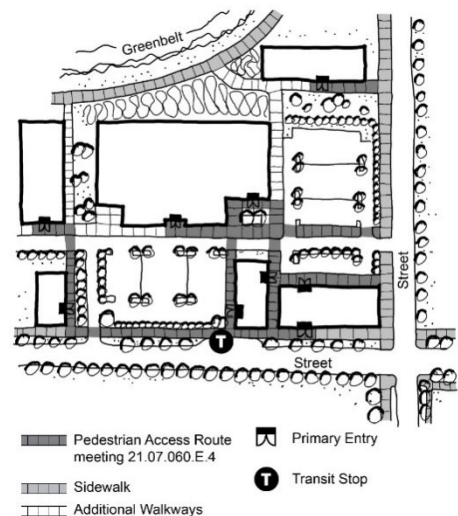 Greenbelt
Street
Street
T
Pedestrian Access Route
meeting 21.07.060.E.4
Primary Entry
T
Transit Stop
Sidewalk
Additional Walkways